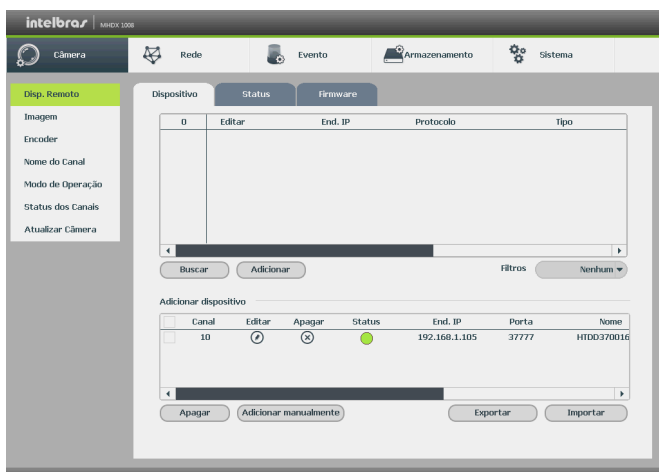 intelbras MHDX 1008
Câmera Rede Evento Armazenamento Sistema
Disp. Remoto
Imagem
Encoder
Nome do Canal
Modo de Operação
Status dos Canais
Atualizar Câmera
Dispositivo Status Firmware
0 Editar End. IP Protocolo Tipo
Buscar Adicionar Filtros Nenhum
Adicionar dispositivo
Canal Editar Apagar Status End. IP Porta Nome
10 192.168.1.105 37777 HTDD370016
Apagar Adicionar manualmente Exportar Importar